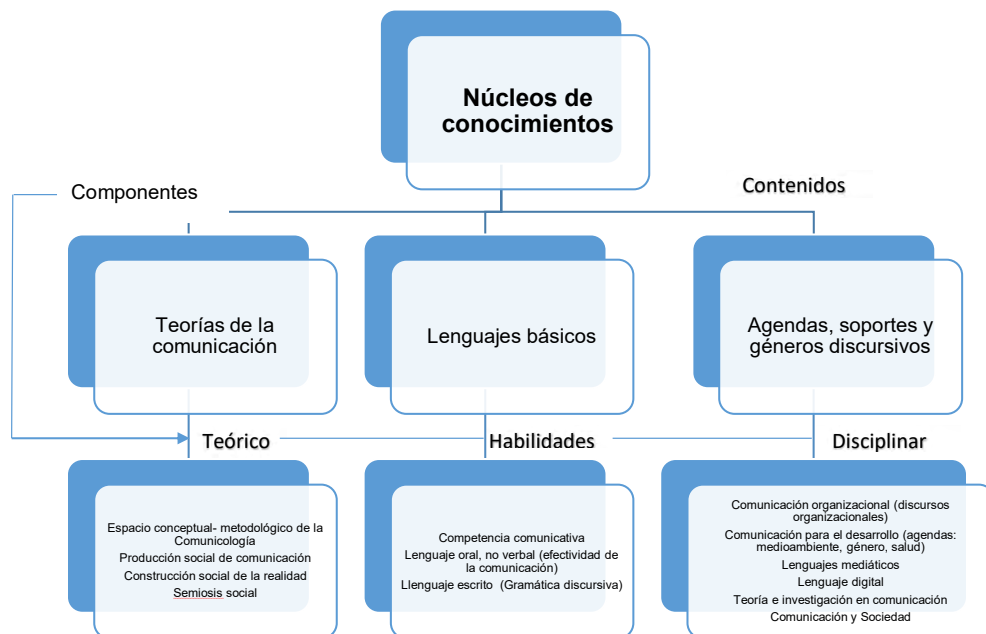 Núcleos de
conocimientos
Componentes
Contenidos
Teorías de la
comunicación
Lenguajes básicos
Agendas, soportes y
géneros discursivos
Teórico
Habilidades
Disciplinar
Espacio conceptual- metodológico de la
Comunicología
Producción social de comunicación
Construcción social de la realidad
Semiosis social
Competencia comunicativa
Lenguaje oral, no verbal (efectividad de
la comunicación)
Llenguaje escrito (Gramática discursiva)
Comunicación organizacional (discursos
organizacionales)
Comunicación para el desarrollo (agendas:
medioambiente, género, salud)
Lenguajes mediáticos
Lenguaje digital
Teoría e investigación en comunicación
Comunicación y Sociedad